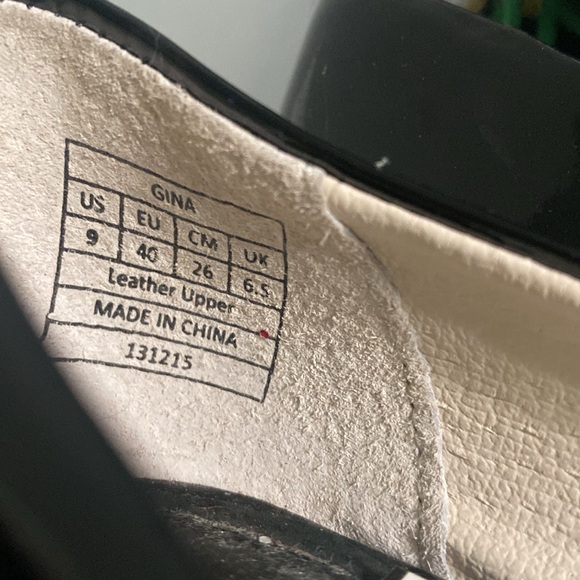 GINA
US EU CM UK
9 40 26 6.5
Leather Upper
MADE IN CHINA
131215